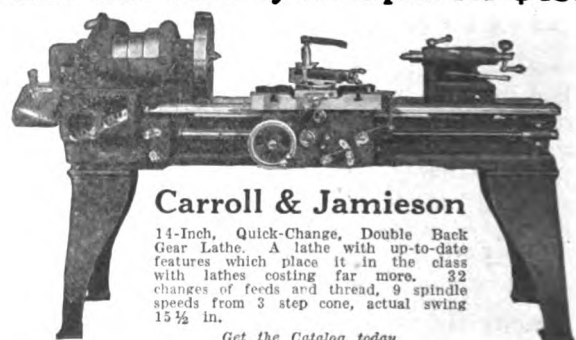 Carroll & Jamieson
14-Inch, Quick-Change, Double Back
Gear Lathe. A lathe with up-to-date
features which place it in the class
with lathes costing far more. 32
changes of feeds and thread, 9 spindle
speeds from 3 step cone, actual swing
15½ in.
Get the Catalog today